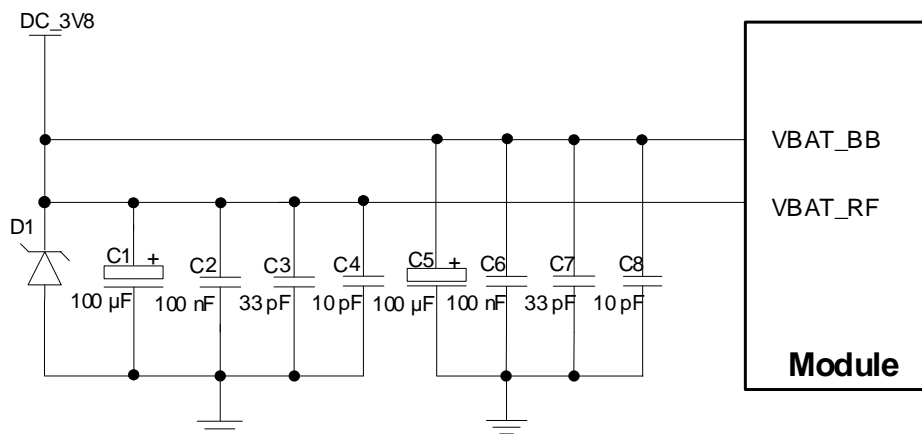 DC_3V8
VBAT_BB
VBAT_RF
D1
C1 + C2 C3 C4 C5 + C6 C7 C8
100 µF 100 nF 33 pF 10 pF 100 µF 100 nF 33 pF 10 pF
Module